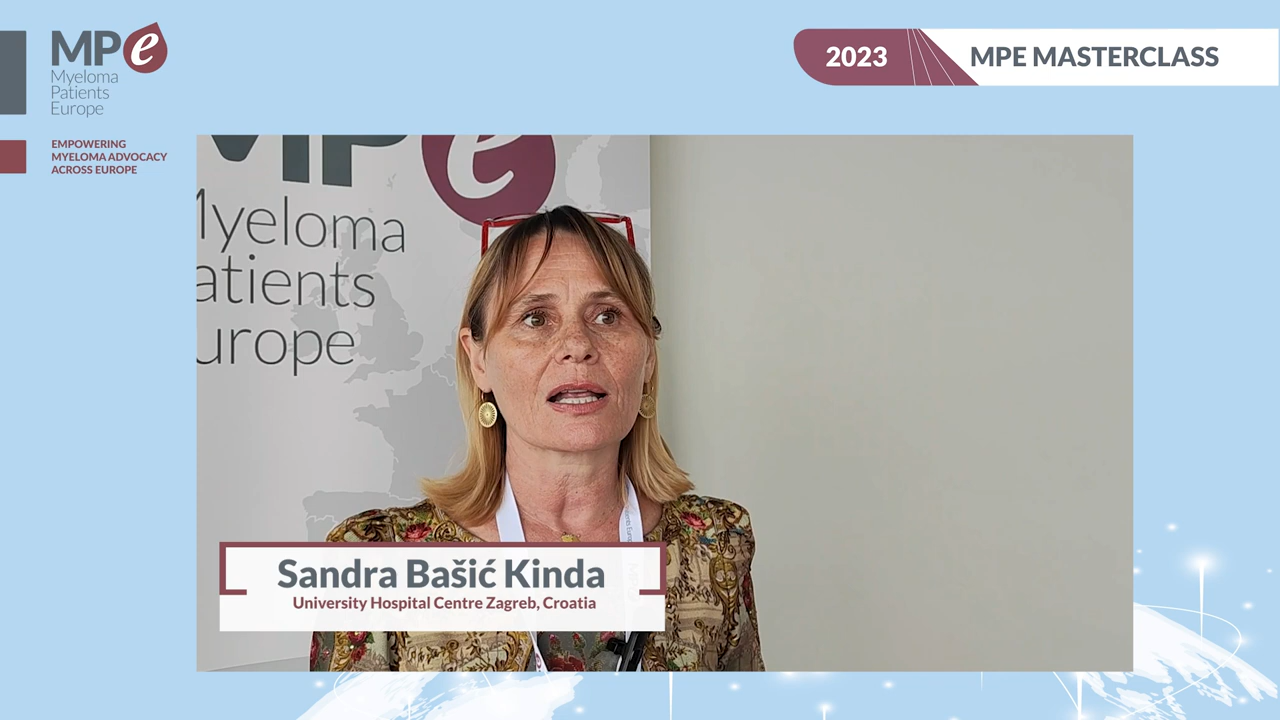 MPe
Myeloma
Patients
Europe
EMPOWERING
MYELOMA ADVOCACY
ACROSS EUROPE
2023
MPE MASTERCLASS
MPe
Myeloma
atients
urope
Sandra Bašić Kinda
University Hospital Centre Zagreb, Croatia